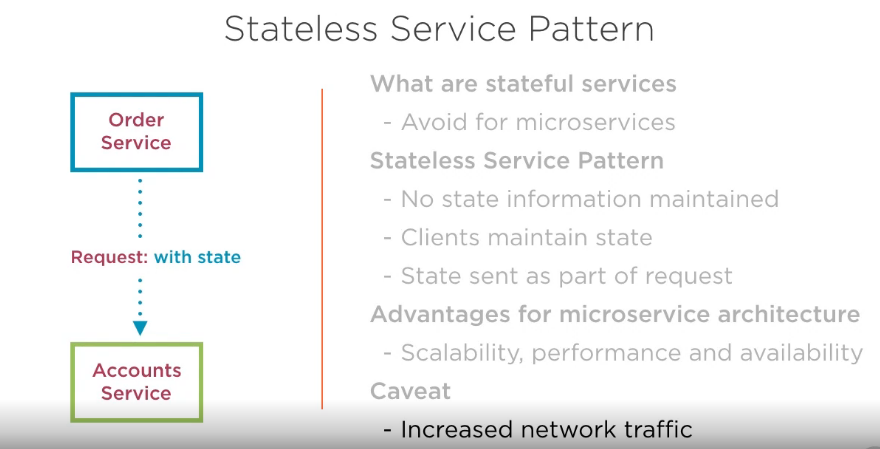 Stateless Service Pattern
Order
Service
Request: with state
Accounts
Service
What are stateful services
- Avoid for microservices
Stateless Service Pattern
- No state information maintained
- Clients maintain state
- State sent as part of request
Advantages for microservice architecture
- Scalability, performance and availability
Caveat
- Increased network traffic